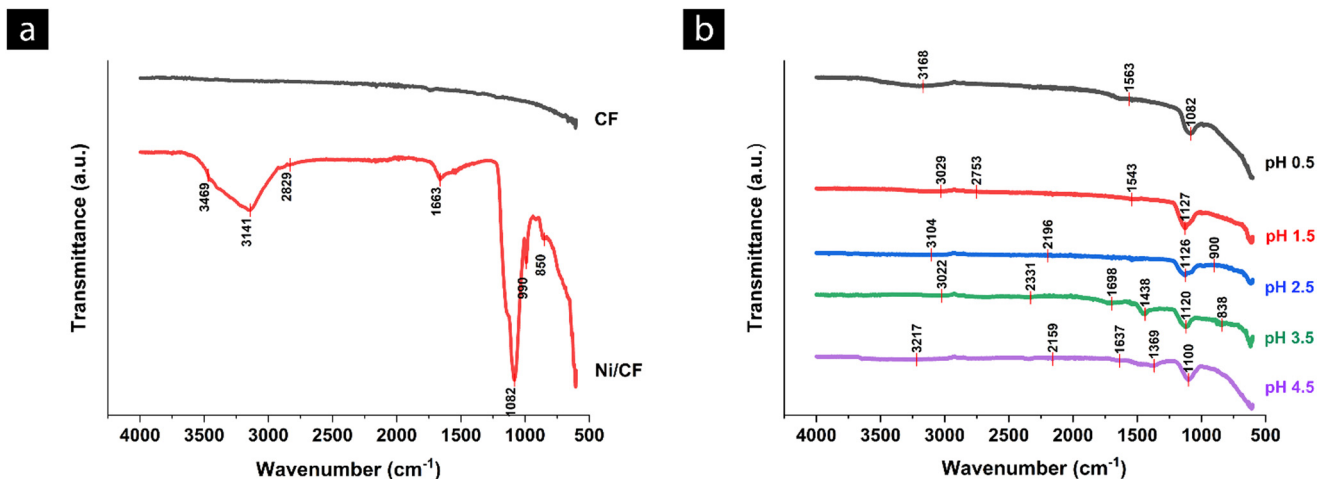 a
Transmittance (a.u.)
CF
3469
3141
2829
1663
1082
990
850
Ni/CF
4000 3500 3000 2500 2000 1500 1000 500
Wavenumber (cm⁻¹)
b
Transmittance (a.u.)
3168
1563
1082
pH 0.5
3029
2753
1543
1127
pH 1.5
3104
2196
1126
900
pH 2.5
3022
2331
1698
1438
1120
838
pH 3.5
3217
2159
1637
1369
1100
pH 4.5
4000 3500 3000 2500 2000 1500 1000 500
Wavenumber (cm⁻¹)